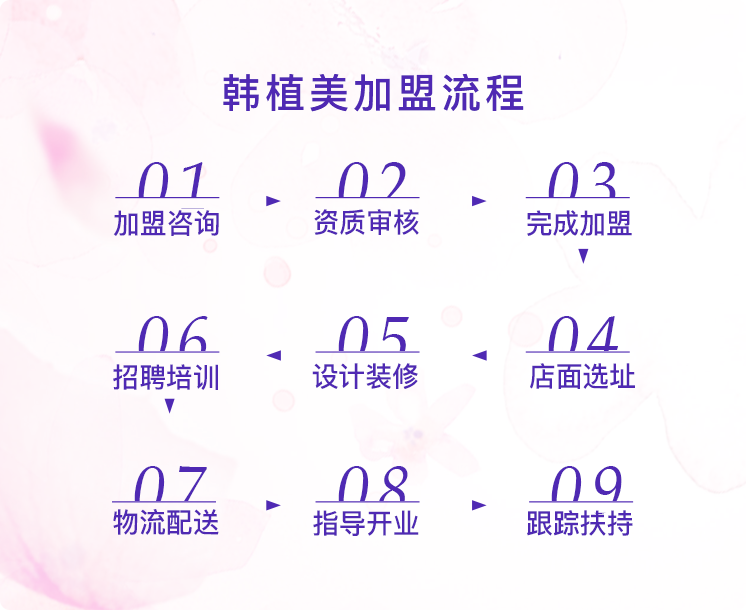 韩植美加盟流程
01 02 03
加盟咨询 资质审核 完成加盟
06 05 04
招聘培训 设计装修 店面选址
07 08 09
物流配送 指导开业 跟踪扶持